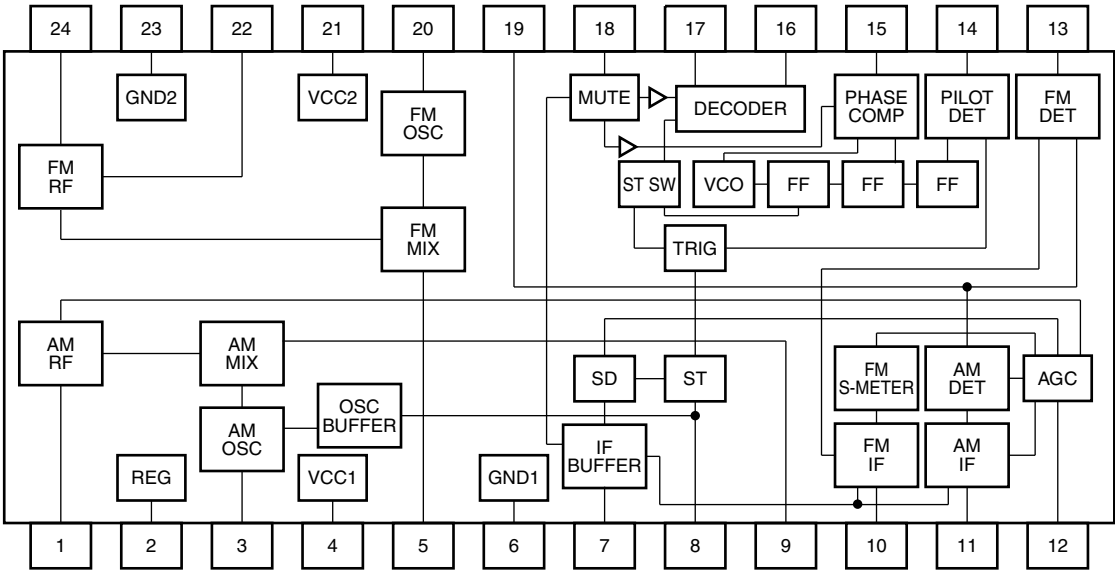 24 23 22 21 20 19 18 17 16 15 14 13
GND2
VCC2
FM
OSC
MUTE
DECODER
PHASE
COMP
PILOT
DET
FM
DET
FM
RF
ST SW
VCO
FF
FF
FF
FM
MIX
TRIG
AM
RF
AM
MIX
SD
ST
FM
S-METER
AM
DET
AGC
OSC
BUFFER
AM
OSC
IF
BUFFER
FM
IF
AM
IF
REG
VCC1
GND1
1 2 3 4 5 6 7 8 9 10 11 12